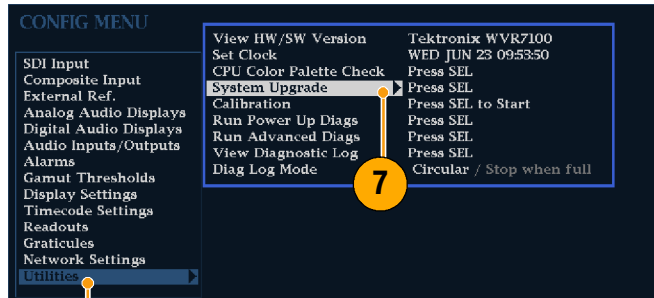 CONFIG MENU
SDI Input
Composite Input
External Ref.
Analog Audio Displays
Digital Audio Displays
Audio Inputs/Outputs
Alarms
Gamut Thresholds
Display Settings
Timecode Settings
Readouts
Graticules
Network Settings
Utilities
View HW/SW Version Tektronix WVR7100
Set Clock WED JUN 23 09:53:50
CPU Color Palette Check Press SEL
System Upgrade Press SEL
Calibration Press SEL to Start
Run Power Up Diags Press SEL
Run Advanced Diags Press SEL
View Diagnostic Log Press SEL
Diag Log Mode Circular / Stop when full
7